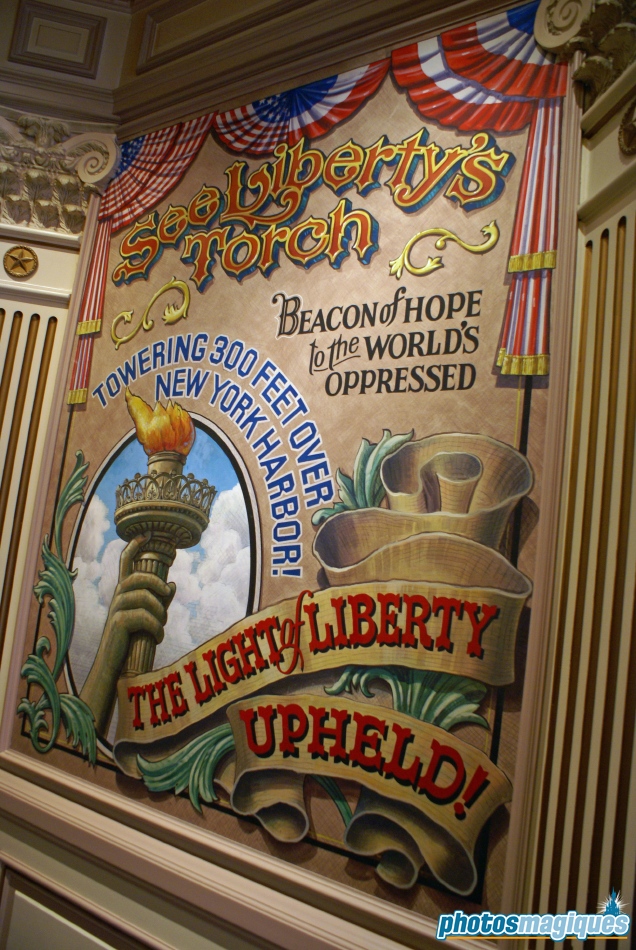 See Liberty's
Torch
BEACON of HOPE
to the WORLD'S
OPPRESSED
TOWERING 300 FEET OVER
NEW YORK HARBOR!
THE LIGHT of LIBERTY
UPHELD!
photosmagiques